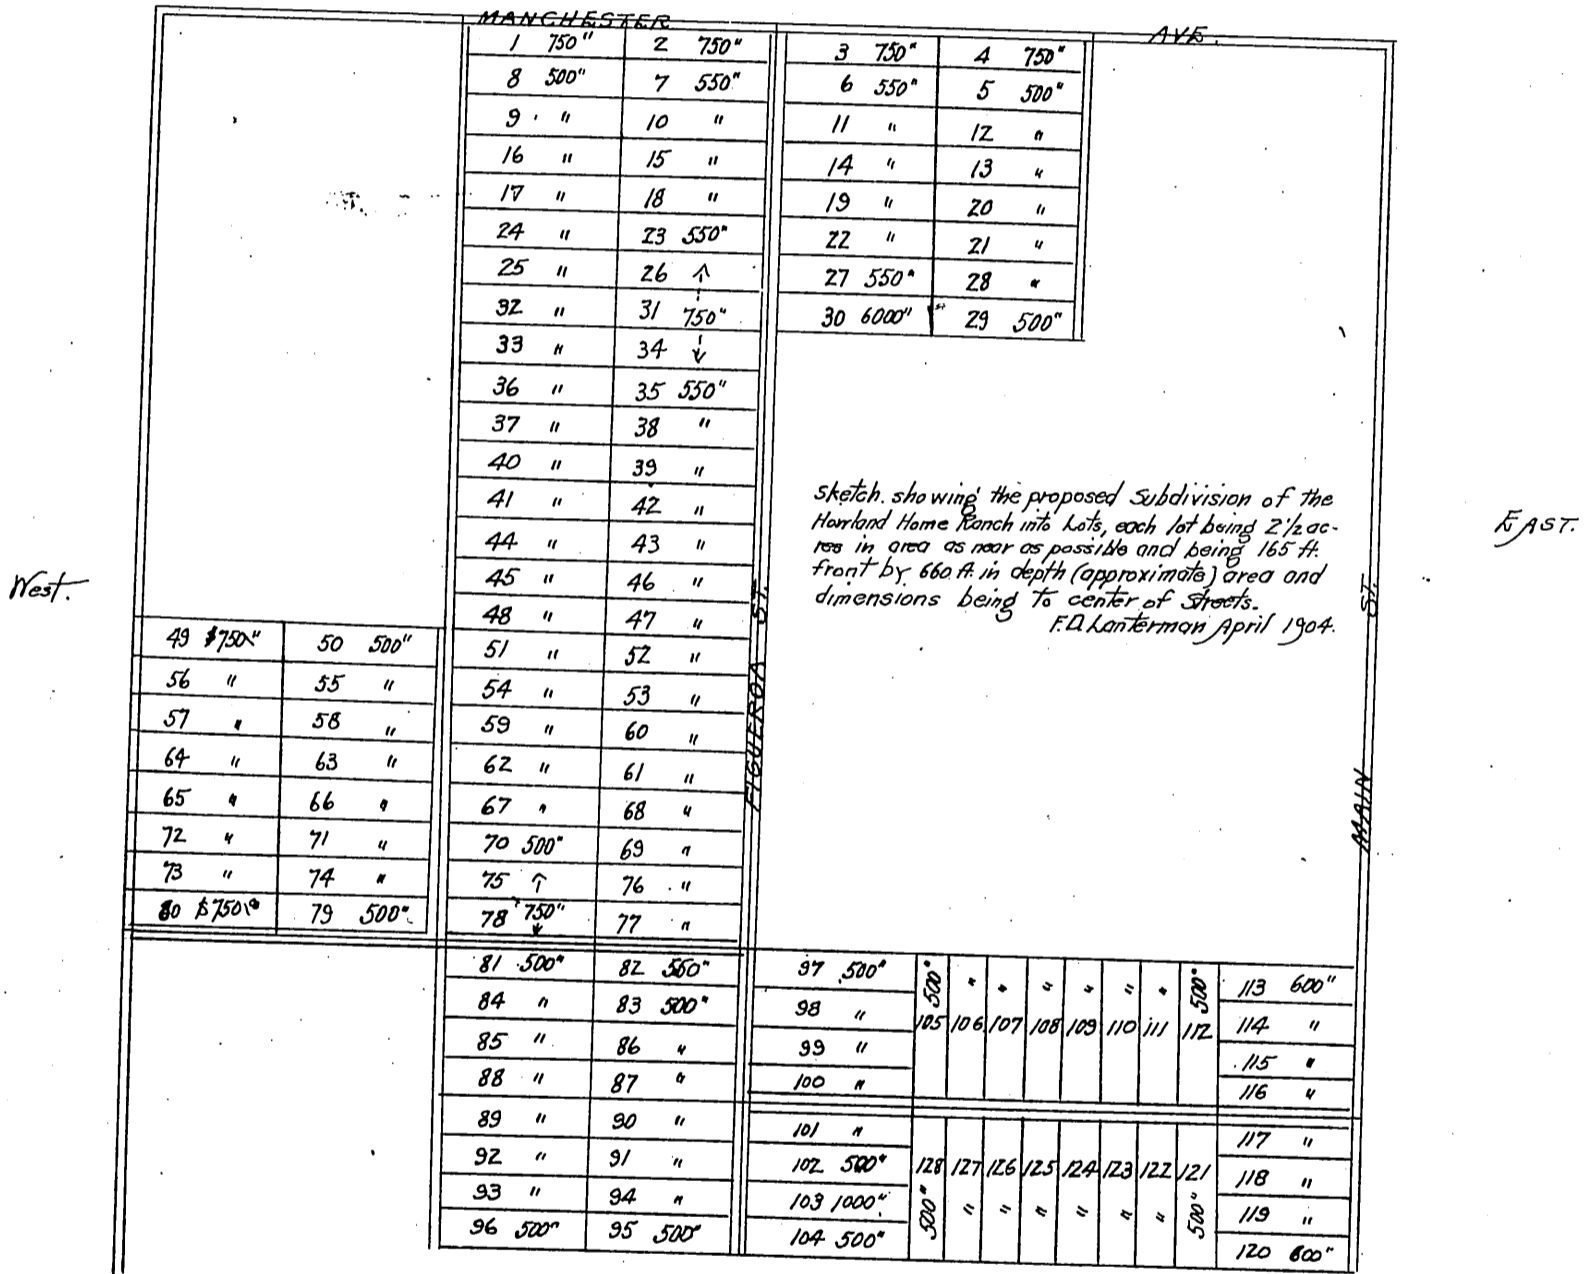 MANCHESTER AVE.
1 750" 2 750" 3 750" 4 750"
8 500" 7 550" 6 550" 5 500"
9 " 10 " 11 " 12 "
16 " 15 " 14 " 13 "
17 " 18 " 19 " 20 "
24 " 23 550" 22 " 21 "
25 " 26 27 550" 28 "
32 " 31 750" 30 6000" 29 500"
33 " 34
36 " 35 550"
37 " 38 "
40 " 39 "
41 " 42 "
44 " 43 "
45 " 46 "
48 " 47 "
sketch. showing the proposed Subdivision of the
Howland Home Ranch into Lots, each lot being 2 1/2 ac-
res in area as near as possible and being 165 ft.
front by 660 ft. in depth (approximate) area and
dimensions being to center of Streets.
F.D. Lanterman April 1904.
West.
EAST.
FIGUEROA ST.
MAIN ST.
49 $750" 50 500" 51 " 52 "
56 " 55 " 54 " 53 "
57 " 58 " 59 " 60 "
64 " 63 " 62 " 61 "
65 " 66 " 67 " 68 "
72 " 71 " 70 500" 69 "
73 " 74 " 75 76 "
80 $750" 79 500" 78 750" 77 "
81 500" 82 550" 97 500" 500" " " " " " " 500" 113 600"
84 " 83 500" 98 " 105 106 107 108 109 110 111 112 114 "
85 " 86 " 99 " 115 "
88 " 87 " 100 " 116 "
89 " 90 " 101 " 117 "
92 " 91 " 102 500" 128 127 126 125 124 123 122 121 118 "
93 " 94 " 103 1000" 500" " " " " " " 500" 119 "
96 500" 95 500" 104 500" 120 600"